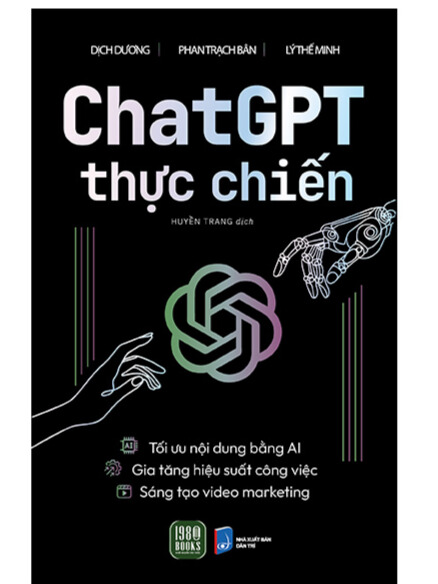 DỊCH DƯƠNG | PHAN TRẠCH BÂN | LÝ THẾ MINH
ChatGPT
thực chiến
HUYỀN TRANG dịch
AI
Tối ưu nội dung bằng AI
Gia tăng hiệu suất công việc
Sáng tạo video marketing
1980
BOOKS
NHÀ XUẤT BẢN
DÂN TRÍ